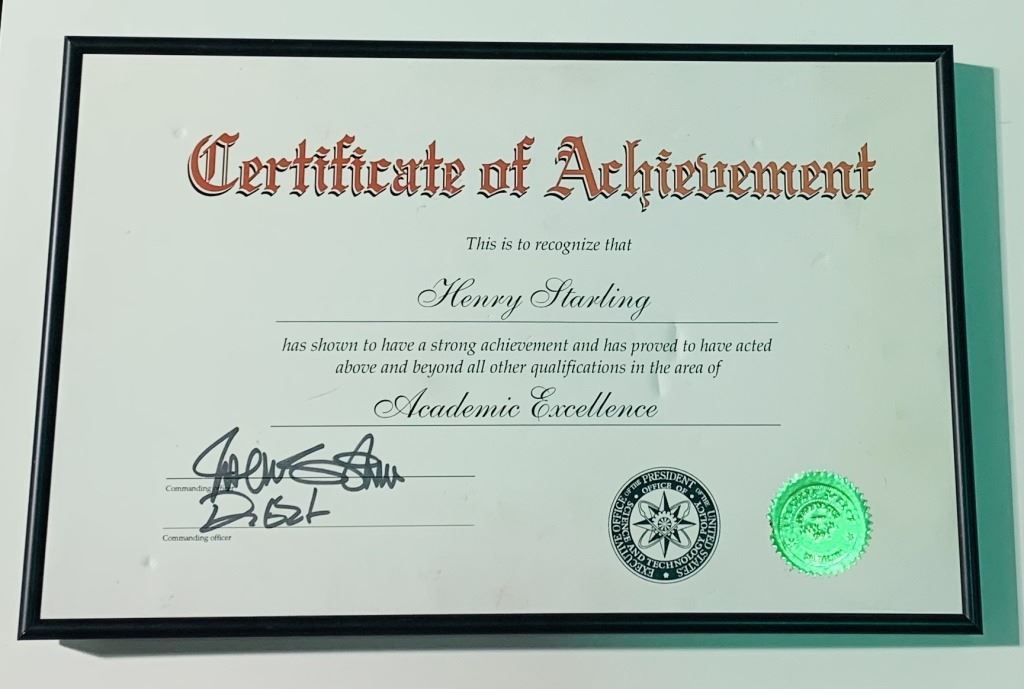 Certificate of Achievement
This is to recognize that
Henry Starling
has shown to have a strong achievement and has proved to have acted
above and beyond all other qualifications in the area of
Academic Excellence
Commanding
Commanding officer
EXECUTIVE OFFICE OF THE PRESIDENT OF THE UNITED STATES
OFFICE OF SCIENCE AND TECHNOLOGY POLICY